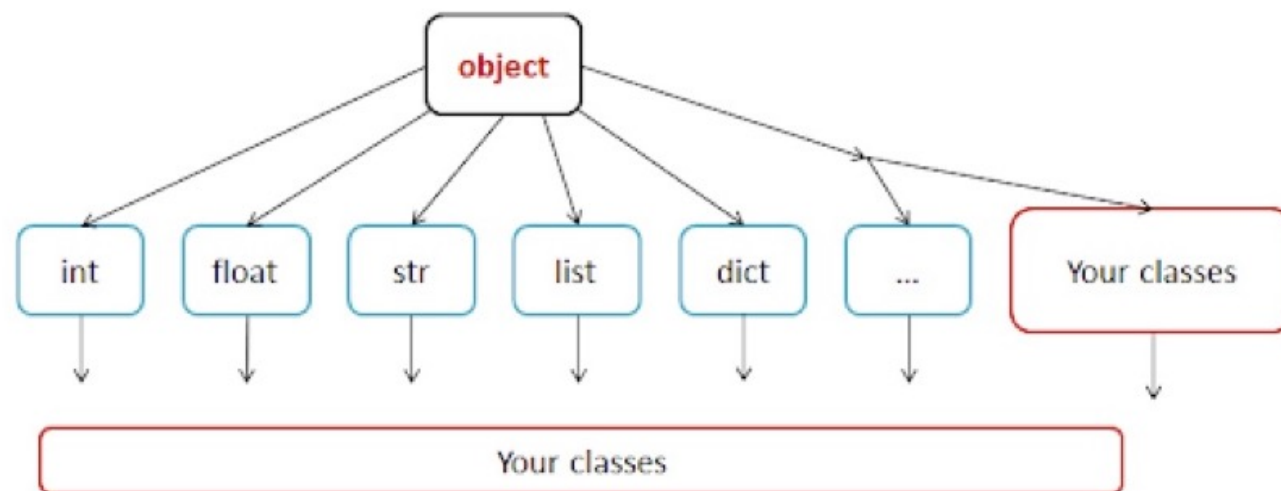 object
int
float
str
list
dict
...
Your classes
Your classes